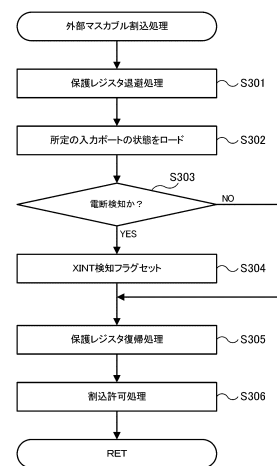 外部マスカブル割込処理
保護レジスタ退避処理
S301
所定の入力ポートの状態をロード
S302
S303
電断検知か？
NO
YES
XINT検知フラグセット
S304
保護レジスタ復帰処理
S305
割込許可処理
S306
RET